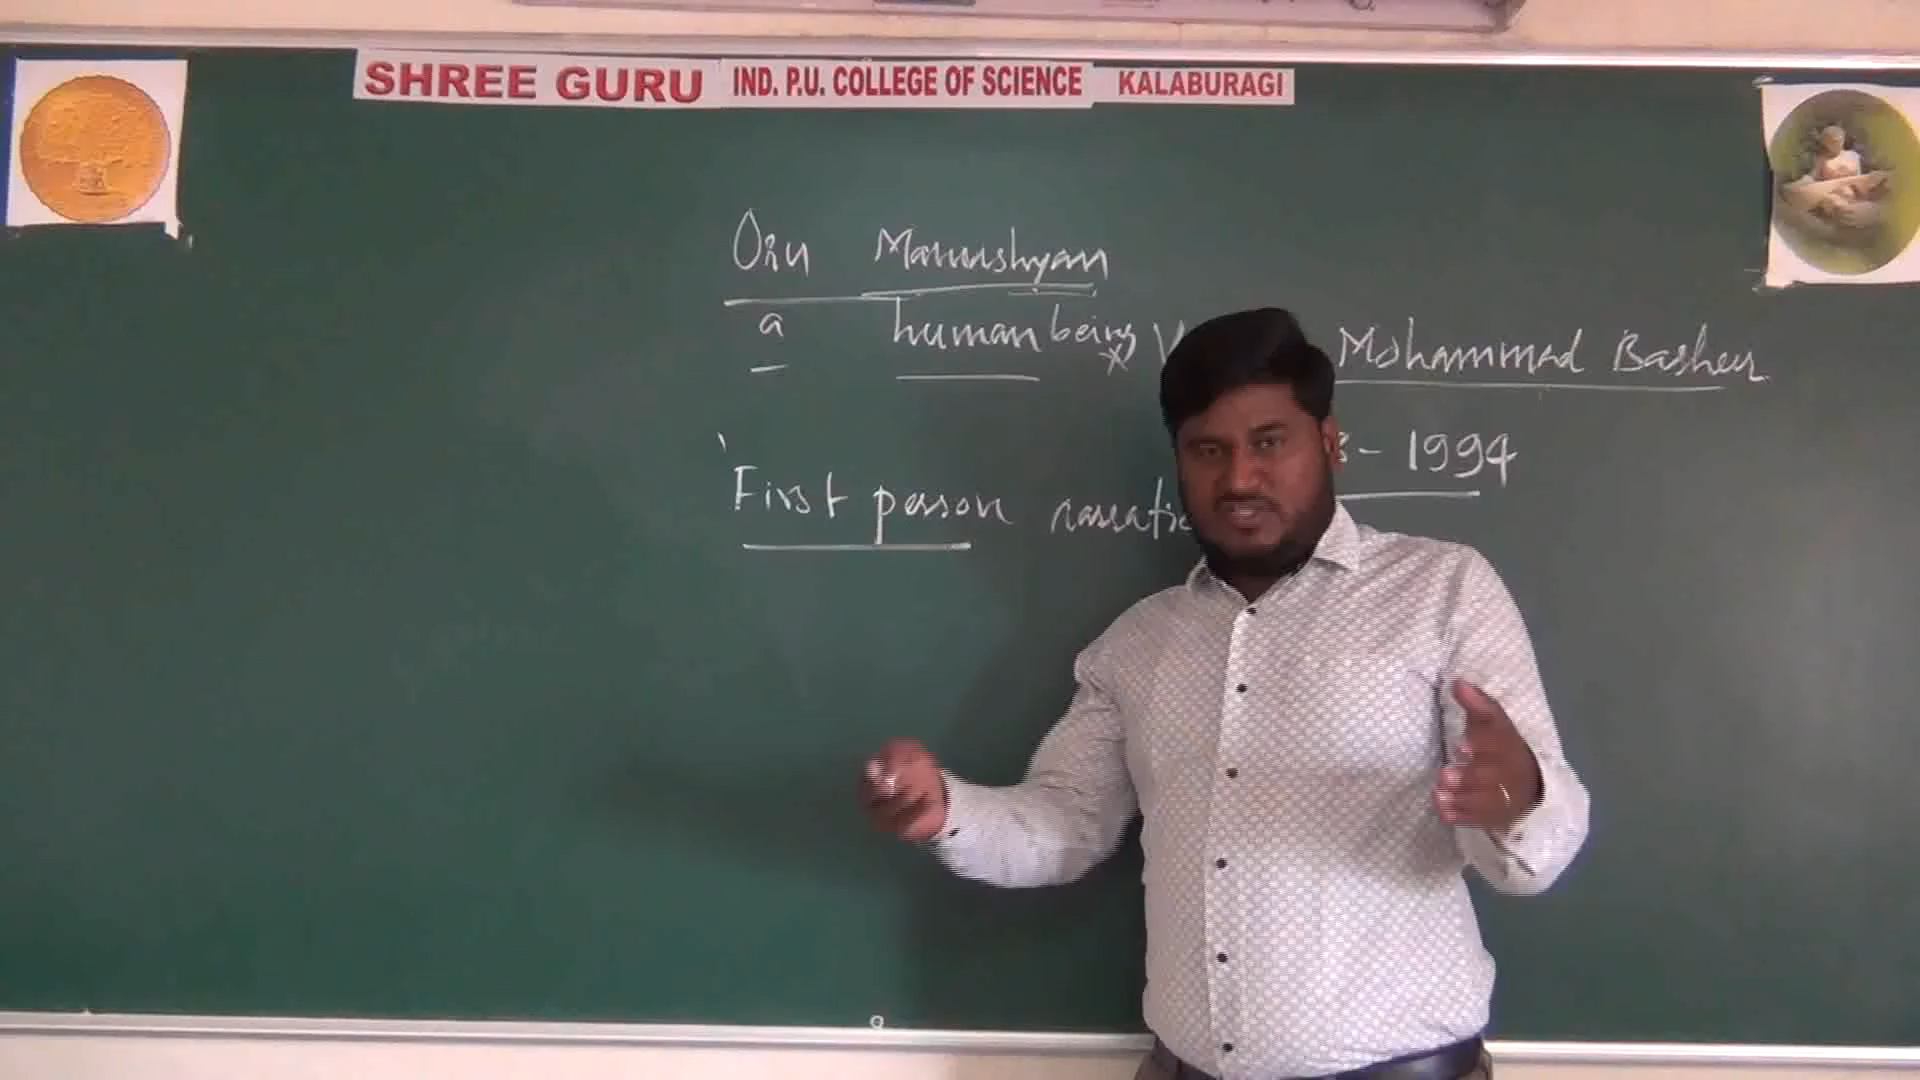 SHREE GURU IND. P.U. COLLEGE OF SCIENCE KALABURAGI
Oru Manushyan
a human being
Mohammad Basheer
- 1994
First person